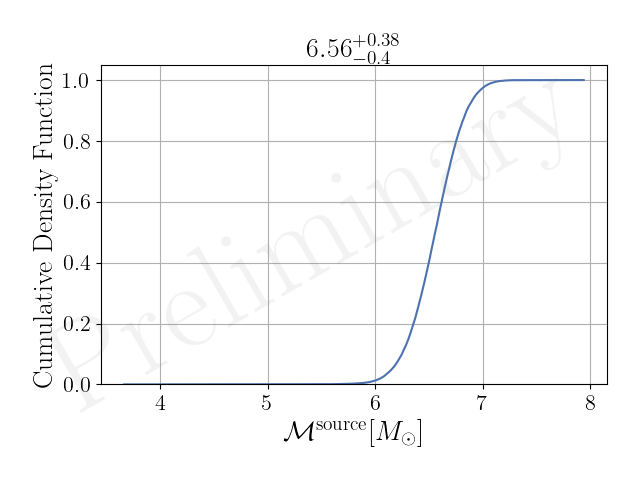 6.56^{+0.38}_{-0.4}
Cumulative Density Function
1.0
0.8
0.6
0.4
0.2
0.0
4 5 6 7 8
ℳ^{source}[M_⊙]
Preliminary